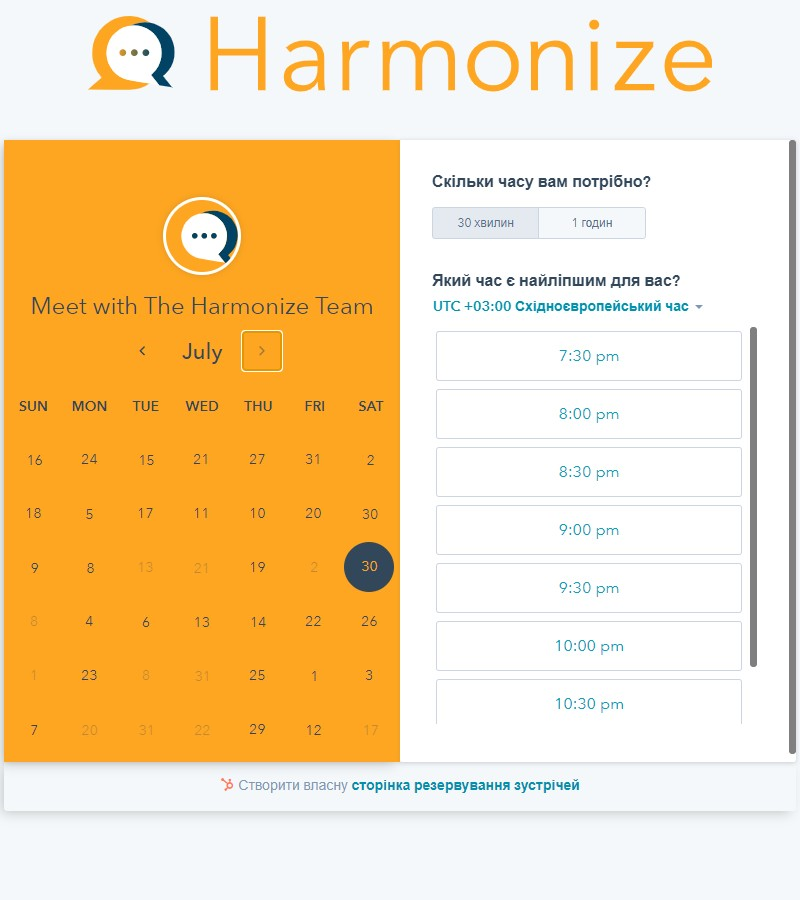 Harmonize
Meet with The Harmonize Team
July
SUN MON TUE WED THU FRI SAT
16 24 15 21 27 31 2
18 5 17 11 10 20 30
9 8 13 21 19 2 30
8 4 6 13 14 22 26
1 23 8 31 25 1 3
7 20 31 22 29 12 17
Скільки часу вам потрібно?
30 хвилин 1 годин
Який час є найліпшим для вас?
UTC +03:00 Східноєвропейський час
7:30 pm
8:00 pm
8:30 pm
9:00 pm
9:30 pm
10:00 pm
10:30 pm
Створити власну сторінка резервування зустрічей